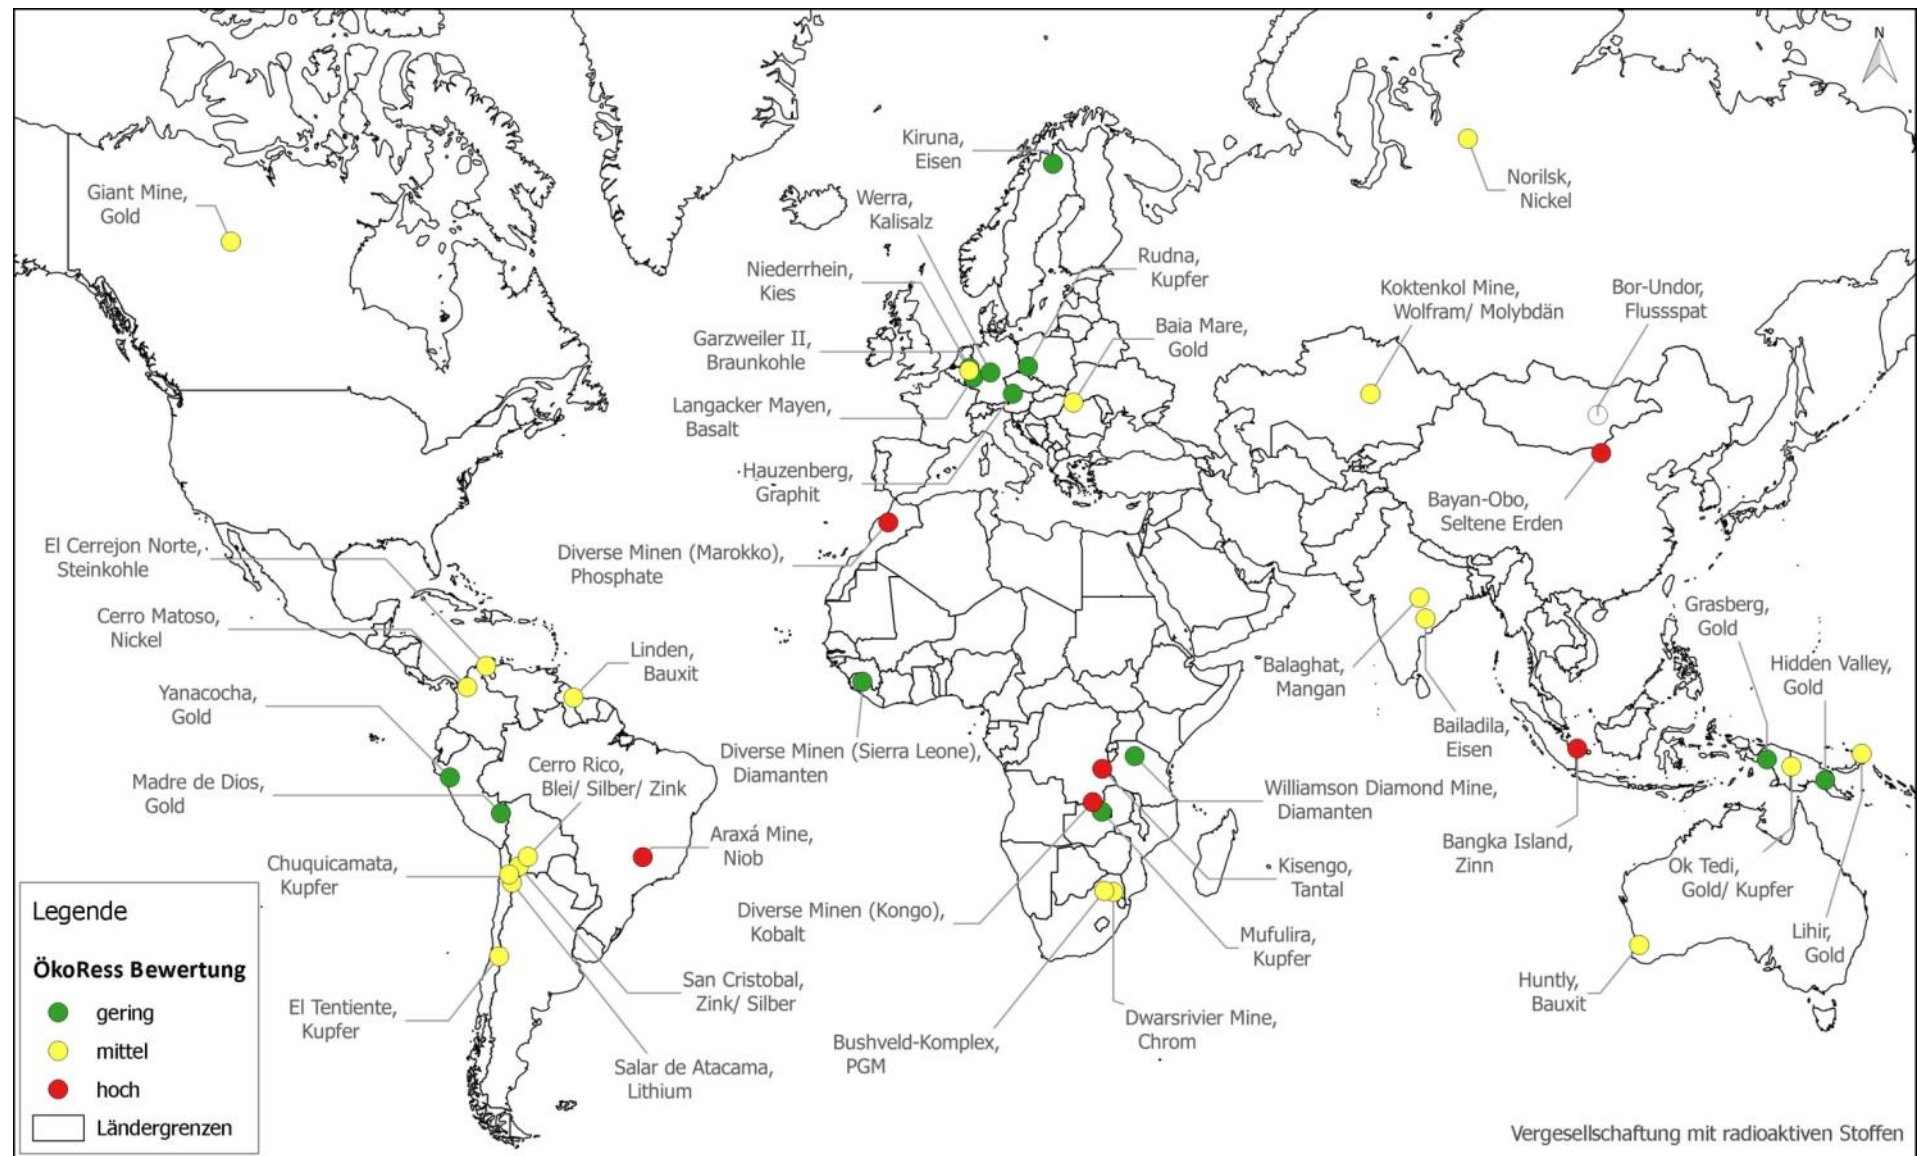 N
Kiruna,
Eisen
Norilsk,
Nickel
Giant Mine,
Gold
Werra,
Kalisalz
Rudna,
Kupfer
Niederrhein,
Kies
Koktenkol Mine,
Wolfram/ Molybdän
Bor-Undor,
Flussspat
Baia Mare,
Gold
Garzweiler II,
Braunkohle
Langacker Mayen,
Basalt
Hauzenberg,
Graphit
Bayan-Obo,
Seltene Erden
El Cerrejon Norte,
Steinkohle
Diverse Minen (Marokko),
Phosphate
Cerro Matoso,
Nickel
Grasberg,
Gold
Linden,
Bauxit
Balaghat,
Mangan
Hidden Valley,
Gold
Yanacocha,
Gold
Bailadila,
Eisen
Diverse Minen (Sierra Leone),
Diamanten
Cerro Rico,
Blei/ Silber/ Zink
Madre de Dios,
Gold
Williamson Diamond Mine,
Diamanten
Araxá Mine,
Niob
Bangka Island,
Zinn
Chuquicamata,
Kupfer
Kisengo,
Tantal
Ok Tedi,
Gold/ Kupfer
Diverse Minen (Kongo),
Kobalt
Mufulira,
Kupfer
Lihir,
Gold
San Cristobal,
Zink/ Silber
Huntly,
Bauxit
El Tentiente,
Kupfer
Dwarsrivier Mine,
Chrom
Bushveld-Komplex,
PGM
Salar de Atacama,
Lithium
Legende
ÖkoRess Bewertung
gering
mittel
hoch
Ländergrenzen
Vergesellschaftung mit radioaktiven Stoffen